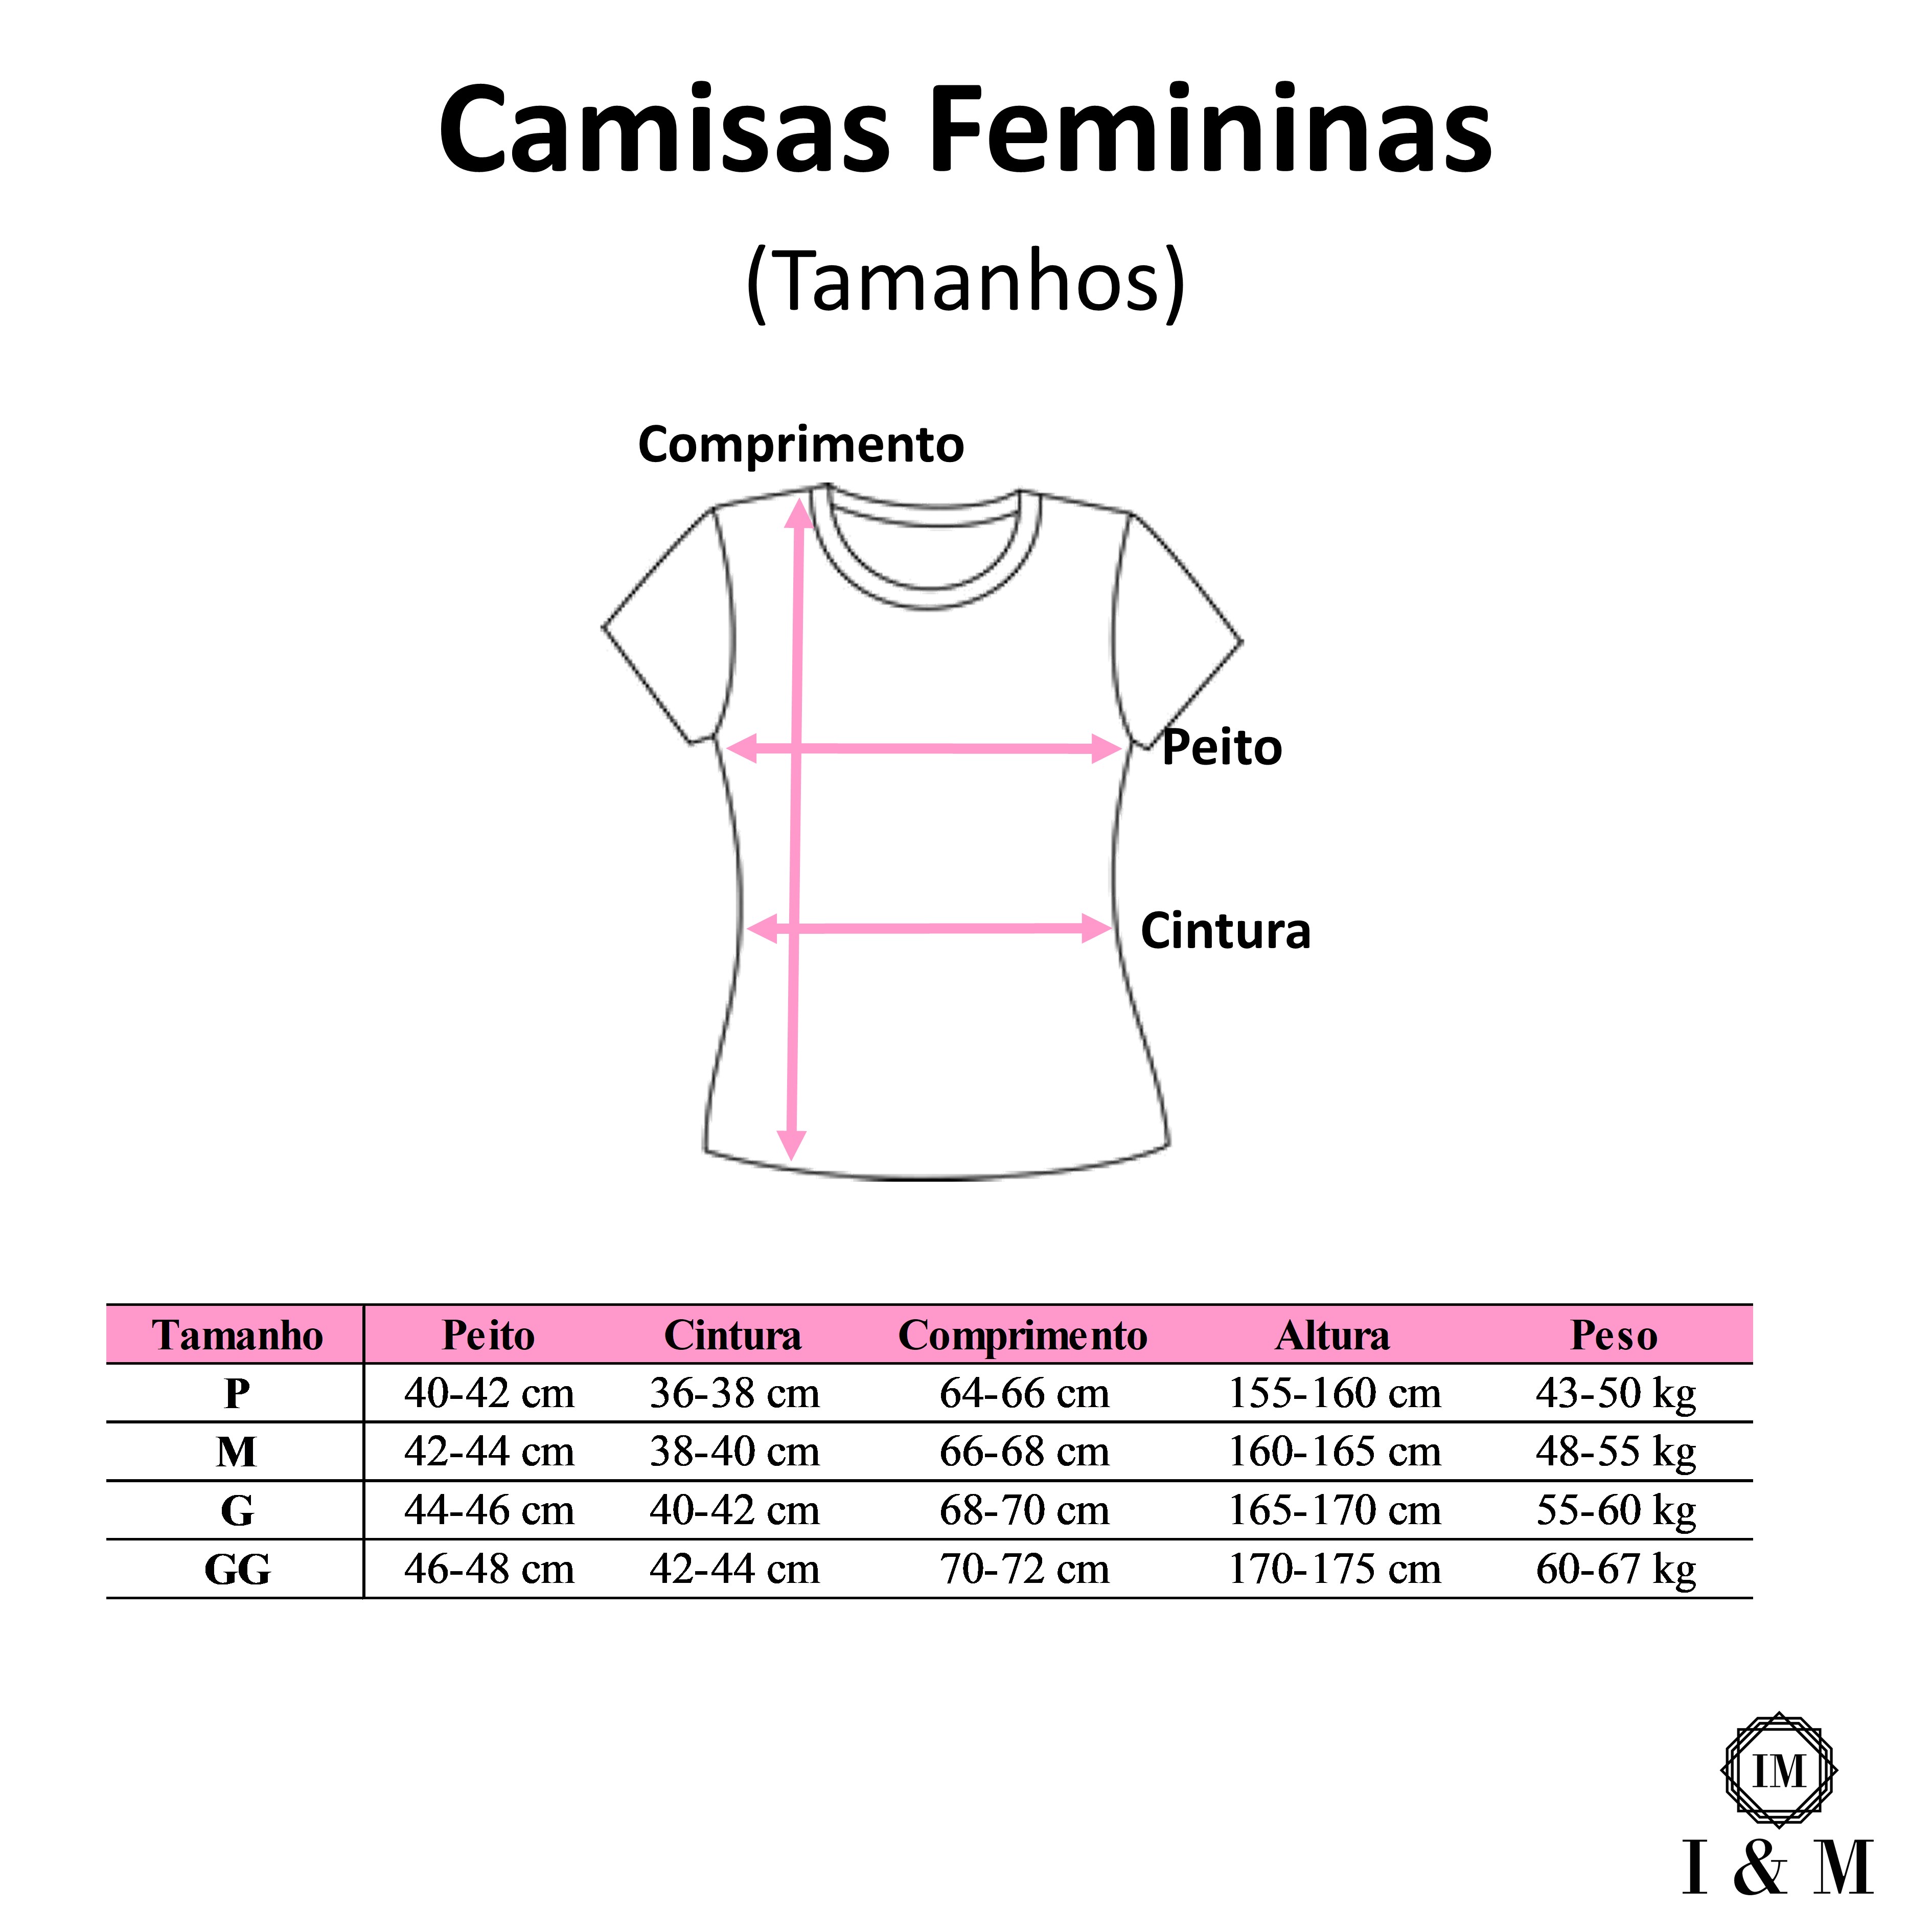 Camisas Femininas
(Tamanhos)
Comprimento
Peito
Cintura
Tamanho Peito Cintura Comprimento Altura Peso
P 40-42 cm 36-38 cm 64-66 cm 155-160 cm 43-50 kg
M 42-44 cm 38-40 cm 66-68 cm 160-165 cm 48-55 kg
G 44-46 cm 40-42 cm 68-70 cm 165-170 cm 55-60 kg
GG 46-48 cm 42-44 cm 70-72 cm 170-175 cm 60-67 kg
IM
I & M